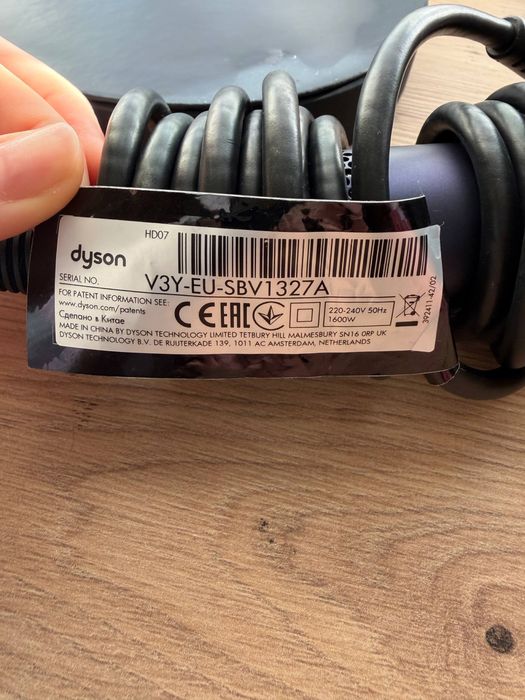 HD07
dyson
SERIAL NO.
V3Y-EU-SBV1327A
FOR PATENT INFORMATION SEE:
www.dyson.com/patents
Сделано в Китае
CE EAC
220-240V 50Hz
1600W
MADE IN CHINA BY DYSON TECHNOLOGY LIMITED TETBURY HILL MALMESBURY SN16 0RP UK
DYSON TECHNOLOGY B.V. DE RUIJTERKADE 139, 1011 AC AMSTERDAM, NETHERLANDS
392411-42/02